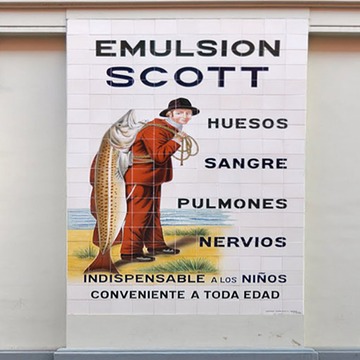 EMULSION
SCOTT
HUESOS
SANGRE
PULMONES
NERVIOS
INDISPENSABLE A LOS NIÑOS
CONVENIENTE A TODA EDAD